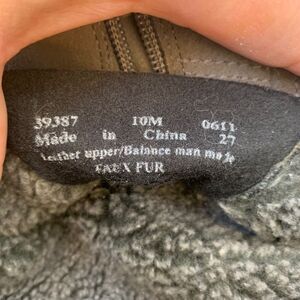 39387 10M 0611
Made in China 27
Leather upper/Balance man made
FAUX FUR